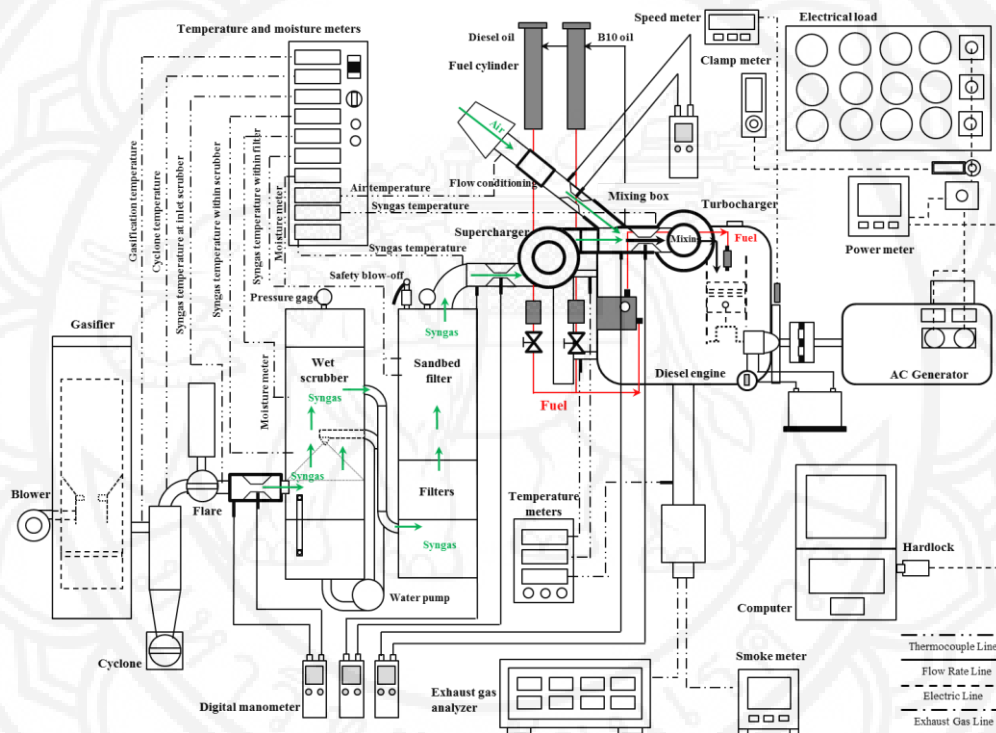 Temperature and moisture meters
Diesel oil
B10 oil
Fuel cylinder
Speed meter
Clamp meter
Electrical load
Air
Flow conditioning
Mixing box
Turbocharger
Air temperature
Syngas temperature
Supercharger
Mixing
Fuel
Power meter
Syngas temperature
Safety blow-off
Pressure gage
Gasification temperature
Cyclone temperature
Syngas temperature at inlet scrubber
Syngas temperature within scrubber
Syngas temperature within filler
Moisture meter
Moisture meter
Gasifier
Wet
scrubber
Syngas
Syngas
Syngas
Sandbed
filter
Filters
Syngas
Diesel engine
AC Generator
Fuel
Blower
Flare
Temperature
meters
Water pump
Cyclone
Digital manometer
Exhaust gas
analyzer
Smoke meter
Computer
Hardlock
Thermocouple Line
Flow Rate Line
Electric Line
Exhaust Gas Line